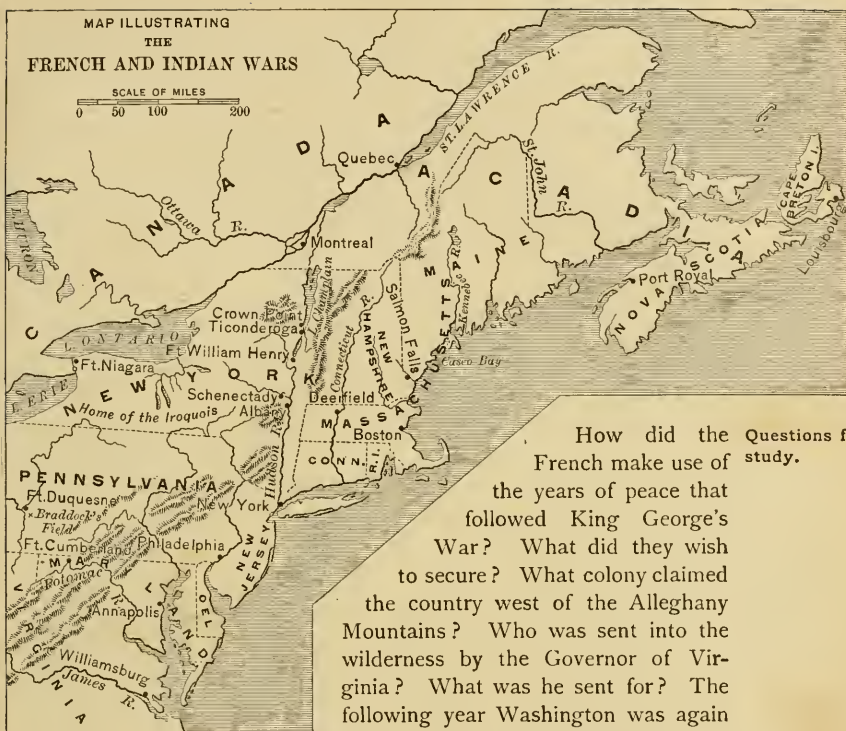 MAP ILLUSTRATING
THE
FRENCH AND INDIAN WARS
SCALE OF MILES
0 50 100 200
CANADA
ACADIA
ST. LAWRENCE R.
Quebec
St. John
R.
Ottawa
R.
Montreal
HURON
MAINE
CAPE
BRETON I.
Louisbourg
NOVA SCOTIA
Port Royal
Kennebec R.
Casco Bay
L. Champlain
Crown Point
Ticonderoga
Ft. William Henry
L. ONTARIO
Ft. Niagara
L. ERIE
NEW YORK
Home of the Iroquois
Schenectady
Albany
Connecticut R.
NEW
HAMPSHIRE
Salmon Falls
MASSACHUSETTS
Deerfield
MASS
Boston
CONN.
R.I.
Hudson R.
PENNSYLVANIA
New York
Ft. Duquesne
Braddock's
Field
Ft. Cumberland
Philadelphia
NEW
JERSEY
MARYLAND
Potomac
R.
DEL
Annapolis
VIRGINIA
Williamsburg
James R.
How did the
French make use of
the years of peace that
followed King George's
War? What did they wish
to secure? What colony claimed
the country west of the Alleghany
Mountains? Who was sent into the
wilderness by the Governor of Vir-
ginia? What was he sent for? The
following year Washington was again
Questions f
study.